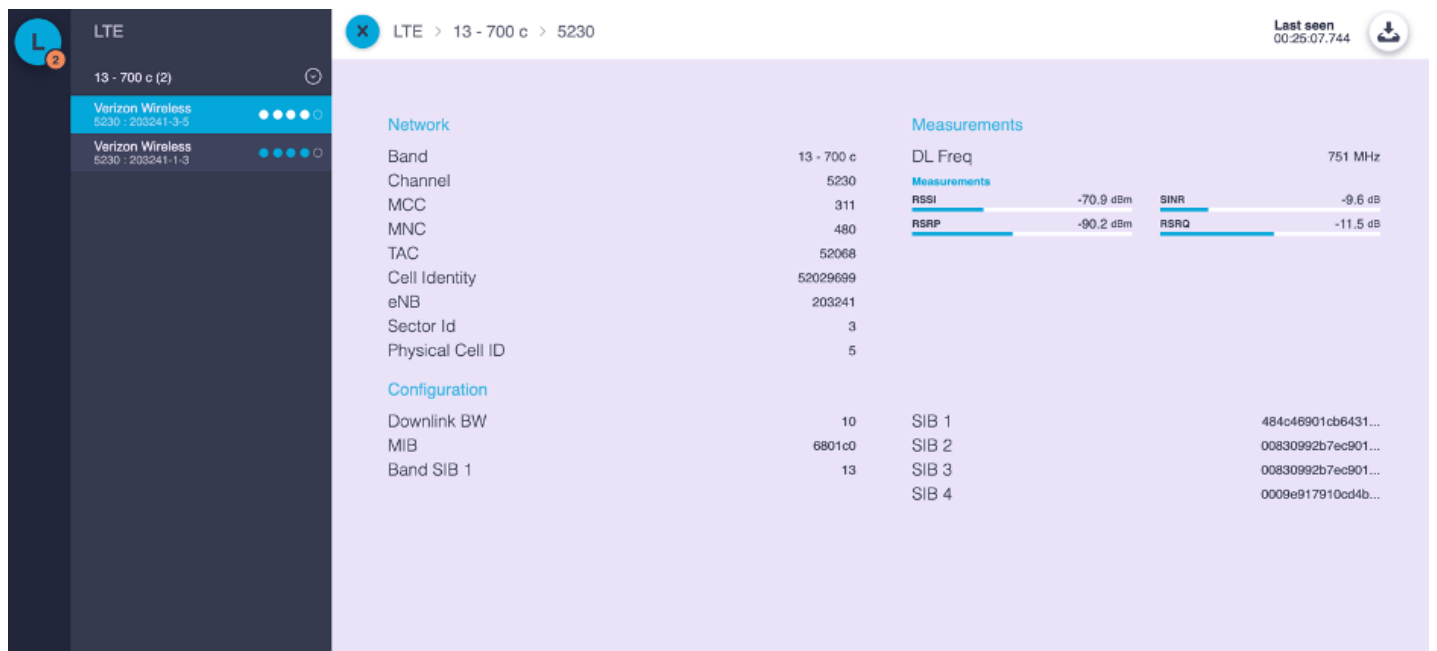 L
2
LTE
13 - 700 c (2)
Verizon Wireless
5230 : 203241-3-5
Verizon Wireless
5230 : 203241-1-3
LTE > 13 - 700 c > 5230
Last seen
00:25:07.744
Network
Band 13 - 700 c
Channel 5230
MCC 311
MNC 480
TAC 52068
Cell Identity 52029699
eNB 203241
Sector Id 3
Physical Cell ID 5
Measurements
DL Freq 751 MHz
Measurements
RSSI -70.9 dBm SINR -9.6 dB
RSRP -90.2 dBm RSRQ -11.5 dB
Configuration
Downlink BW 10
MIB 6801c0
Band SIB 1 13
SIB 1 484c46901cb6431...
SIB 2 00830992b7ec901...
SIB 3 00830992b7ec901...
SIB 4 0009e917910cd4b...